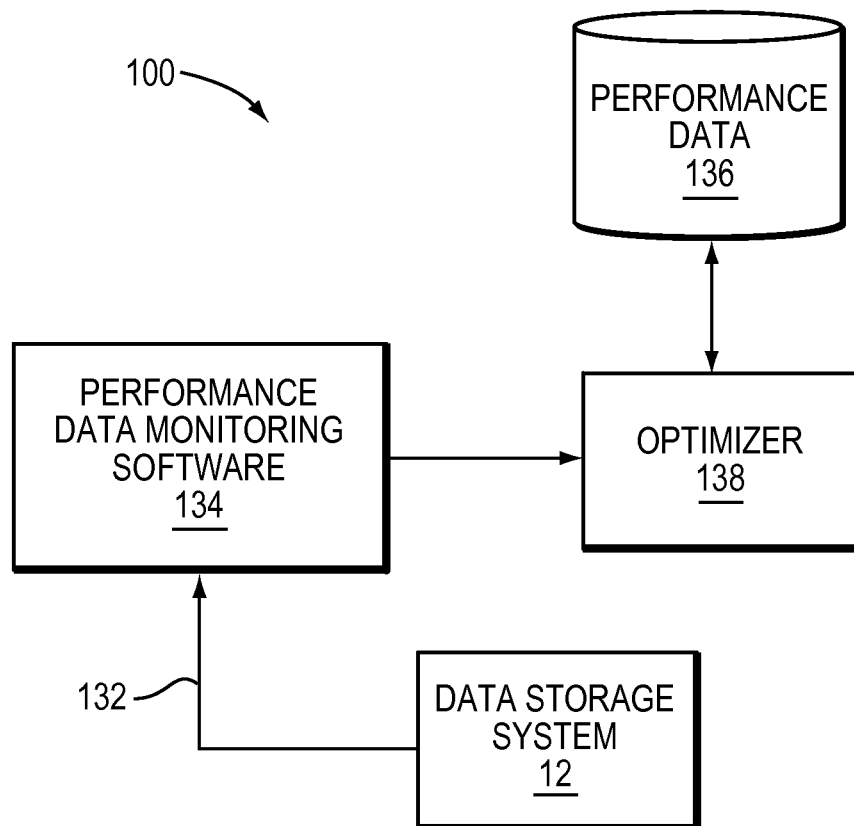 100
PERFORMANCE
DATA
136
PERFORMANCE
DATA MONITORING
SOFTWARE
134
OPTIMIZER
138
132
DATA STORAGE
SYSTEM
12